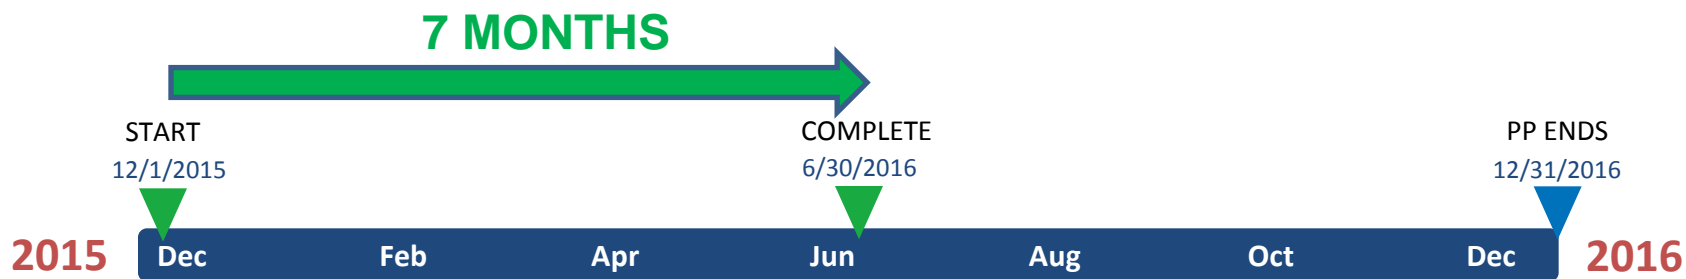 7 MONTHS
START
12/1/2015
COMPLETE
6/30/2016
PP ENDS
12/31/2016
2015 Dec Feb Apr Jun Aug Oct Dec 2016